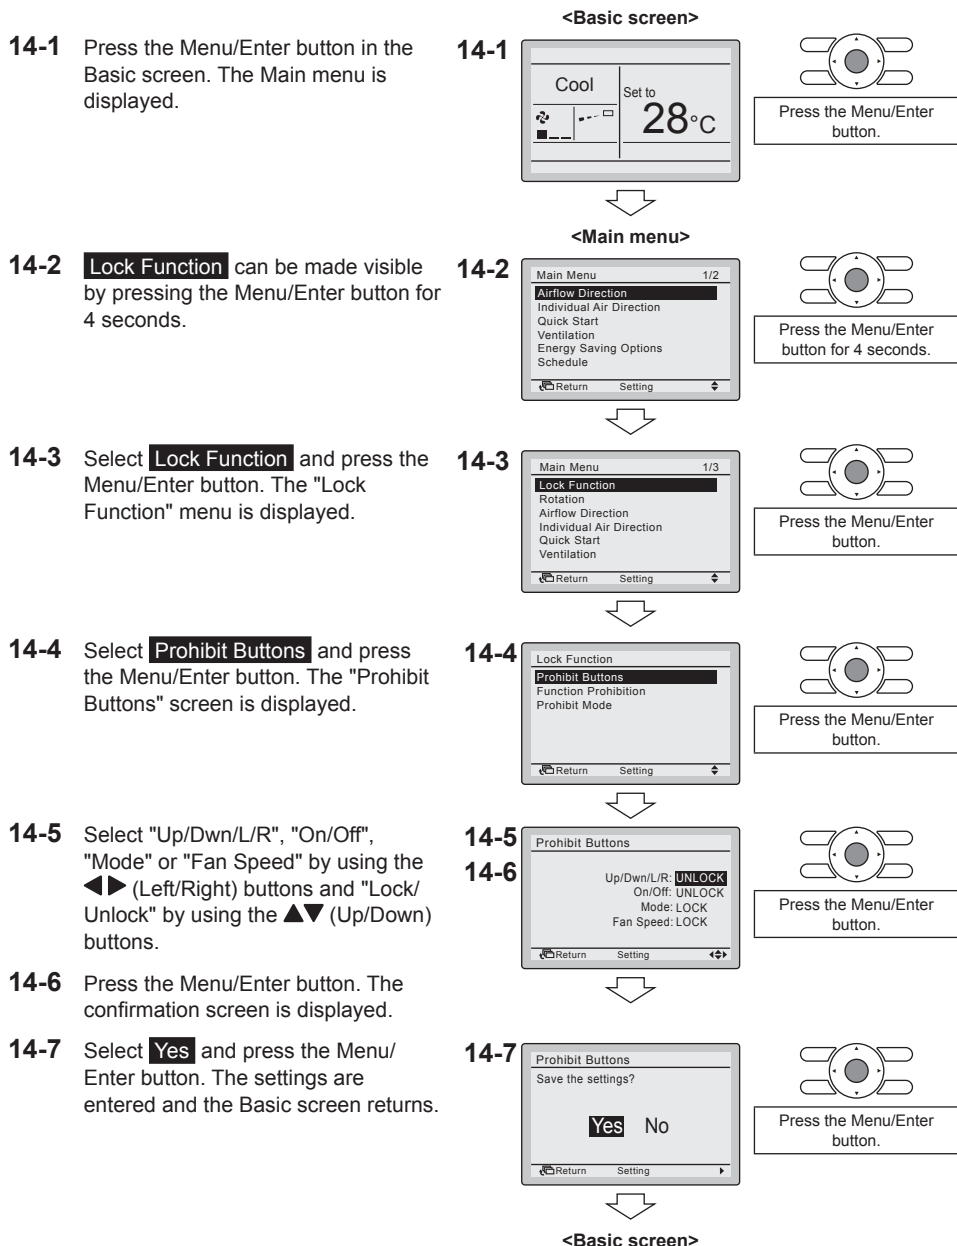 <Basic screen>
14-1 Press the Menu/Enter button in the
Basic screen. The Main menu is
displayed.
14-1
Cool
Set to
28°C
Press the Menu/Enter
button.
<Main menu>
14-2 Lock Function can be made visible
by pressing the Menu/Enter button for
4 seconds.
14-2
Main Menu 1/2
Airflow Direction
Individual Air Direction
Quick Start
Ventilation
Energy Saving Options
Schedule
Return Setting
Press the Menu/Enter
button for 4 seconds.
14-3 Select Lock Function and press the
Menu/Enter button. The "Lock
Function" menu is displayed.
14-3
Main Menu 1/3
Lock Function
Rotation
Airflow Direction
Individual Air Direction
Quick Start
Ventilation
Return Setting
Press the Menu/Enter
button.
14-4 Select Prohibit Buttons and press
the Menu/Enter button. The "Prohibit
Buttons" screen is displayed.
14-4
Lock Function
Prohibit Buttons
Function Prohibition
Prohibit Mode
Return Setting
Press the Menu/Enter
button.
14-5 Select "Up/Dwn/L/R", "On/Off",
"Mode" or "Fan Speed" by using the
◀▶ (Left/Right) buttons and "Lock/
Unlock" by using the ▲▼ (Up/Down)
buttons.
14-6 Press the Menu/Enter button. The
confirmation screen is displayed.
14-5
14-6
Prohibit Buttons
Up/Dwn/L/R: UNLOCK
On/Off: UNLOCK
Mode: LOCK
Fan Speed: LOCK
Return Setting
Press the Menu/Enter
button.
14-7 Select Yes and press the Menu/
Enter button. The settings are
entered and the Basic screen returns.
14-7
Prohibit Buttons
Save the settings?
Yes No
Return Setting
Press the Menu/Enter
button.
<Basic screen>